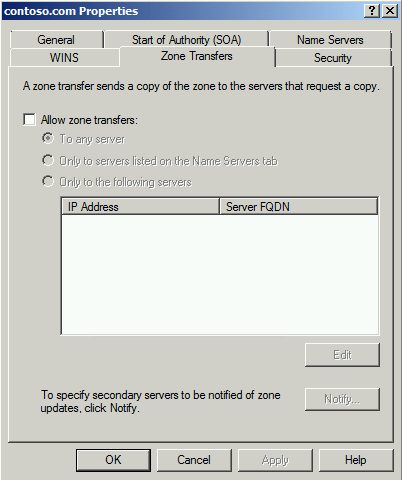 contoso.com Properties
General Start of Authority (SOA) Name Servers
WINS Zone Transfers Security
A zone transfer sends a copy of the zone to the servers that request a copy.
Allow zone transfers:
To any server
Only to servers listed on the Name Servers tab
Only to the following servers
IP Address Server FQDN
Edit
To specify secondary servers to be notified of zone
updates, click Notify.
Notify...
OK Cancel Apply Help